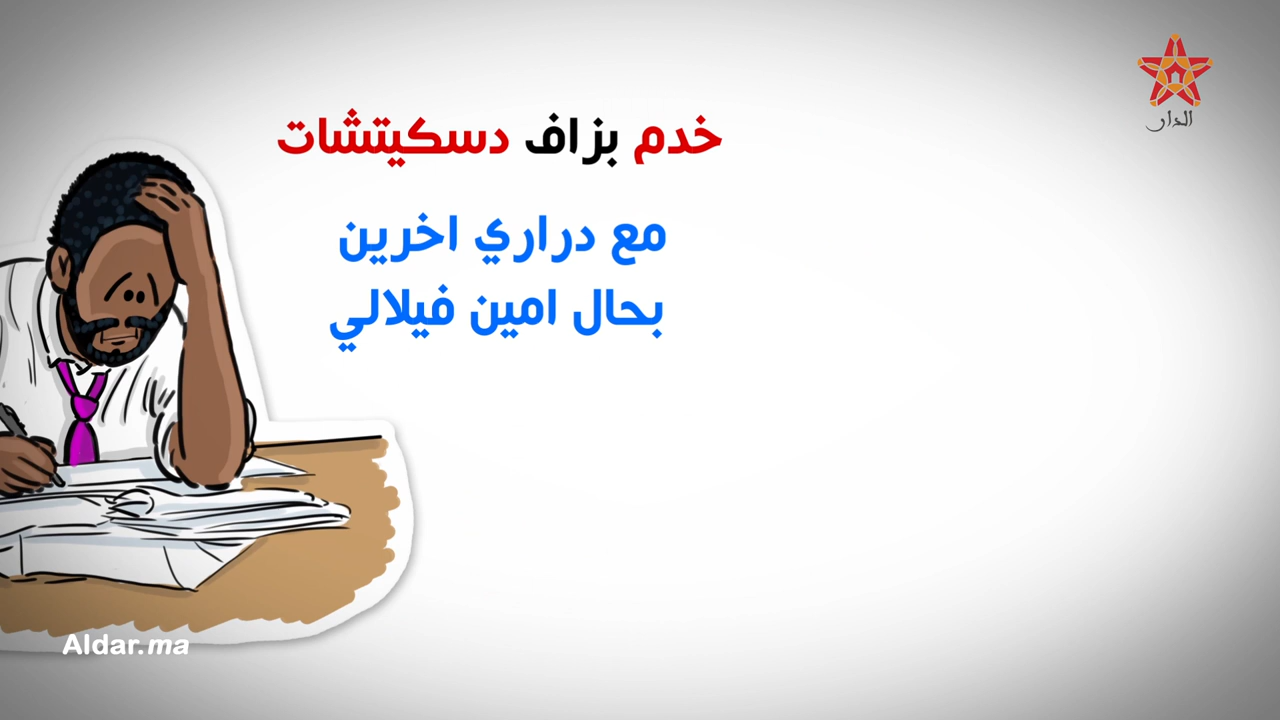 الدار
خدم بزاف دسكيتشات
مع دراري اخرين
بحال امين فيلالي
Aldar.ma